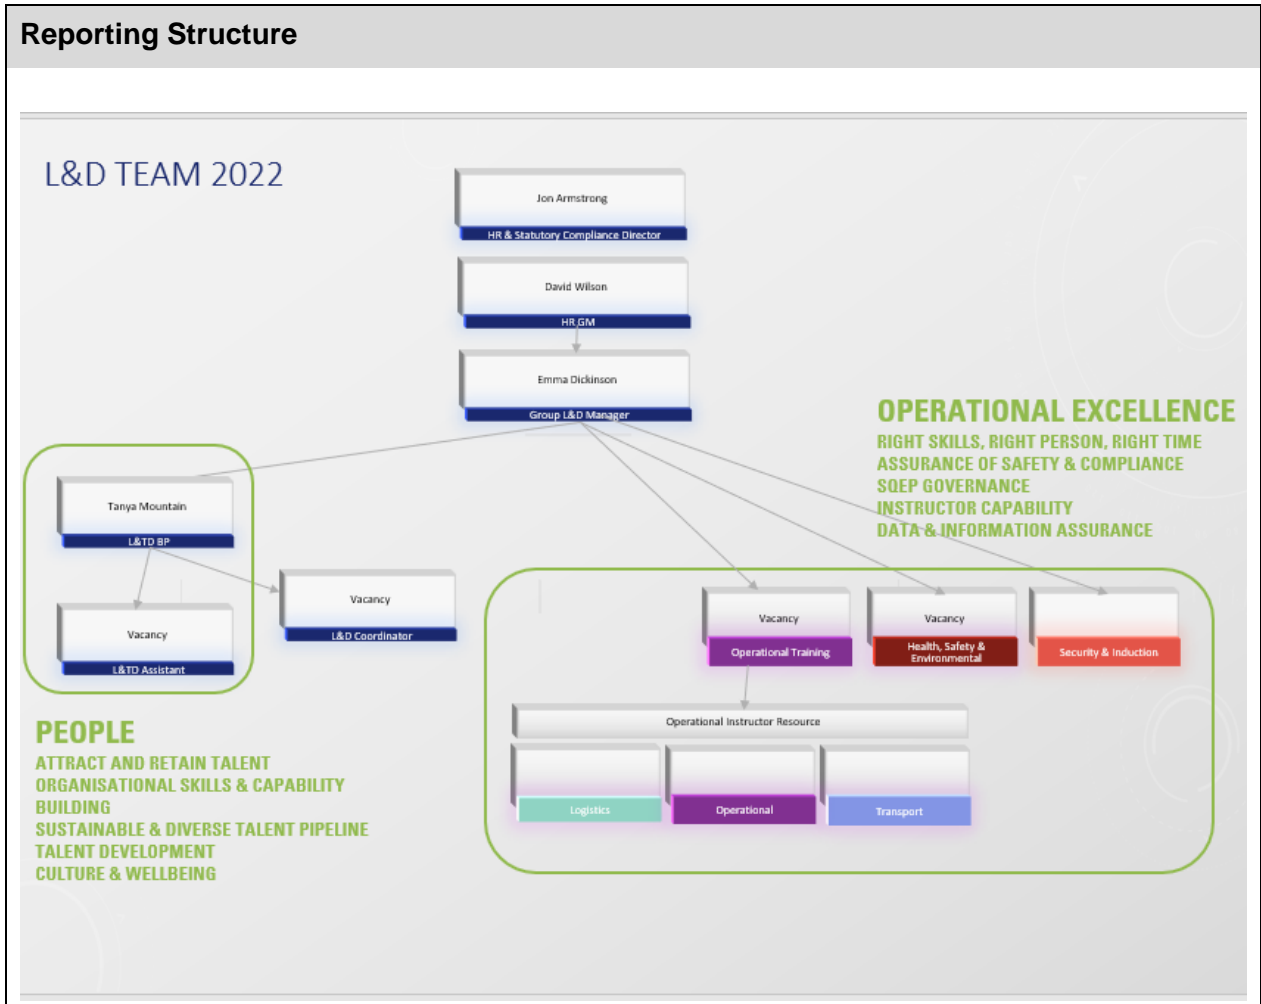 Reporting Structure
L&D TEAM 2022
Jon Armstrong
HR & Statutory Compliance Director
David Wilson
HR GM
Emma Dickinson
Group L&D Manager
OPERATIONAL EXCELLENCE
RIGHT SKILLS, RIGHT PERSON, RIGHT TIME
ASSURANCE OF SAFETY & COMPLIANCE
SQEP GOVERNANCE
INSTRUCTOR CAPABILITY
DATA & INFORMATION ASSURANCE
Tanya Mountain
L&TD BP
Vacancy
L&TD Assistant
Vacancy
L&D Coordinator
Vacancy
Operational Training
Vacancy
Health, Safety &
Environmental
Security & Induction
Operational Instructor Resource
Logistics
Operational
Transport
PEOPLE
ATTRACT AND RETAIN TALENT
ORGANISATIONAL SKILLS & CAPABILITY
BUILDING
SUSTAINABLE & DIVERSE TALENT PIPELINE
TALENT DEVELOPMENT
CULTURE & WELLBEING